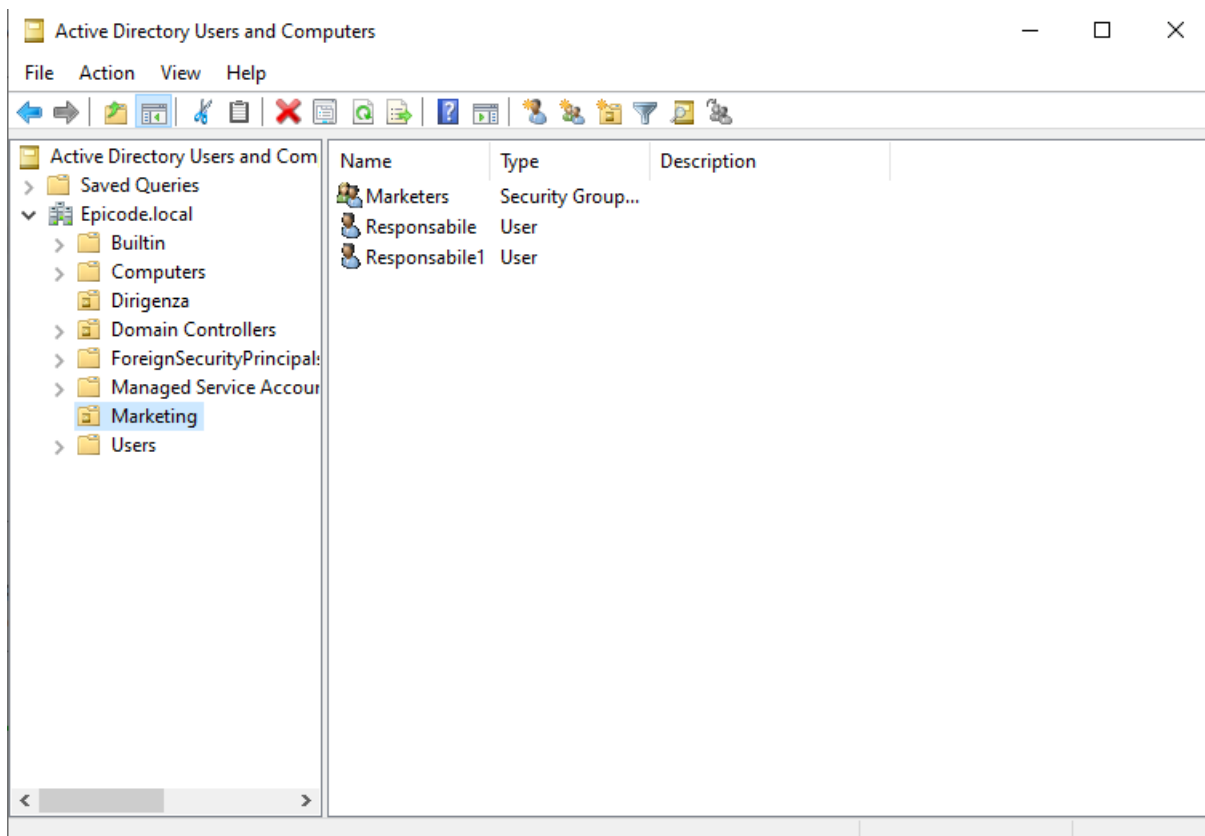 Active Directory Users and Computers
File Action View Help
Active Directory Users and Com
Saved Queries
Epicode.local
Builtin
Computers
Dirigenza
Domain Controllers
ForeignSecurityPrincipals
Managed Service Accour
Marketing
Users
Name Type Description
Marketers Security Group...
Responsabile User
Responsabile1 User